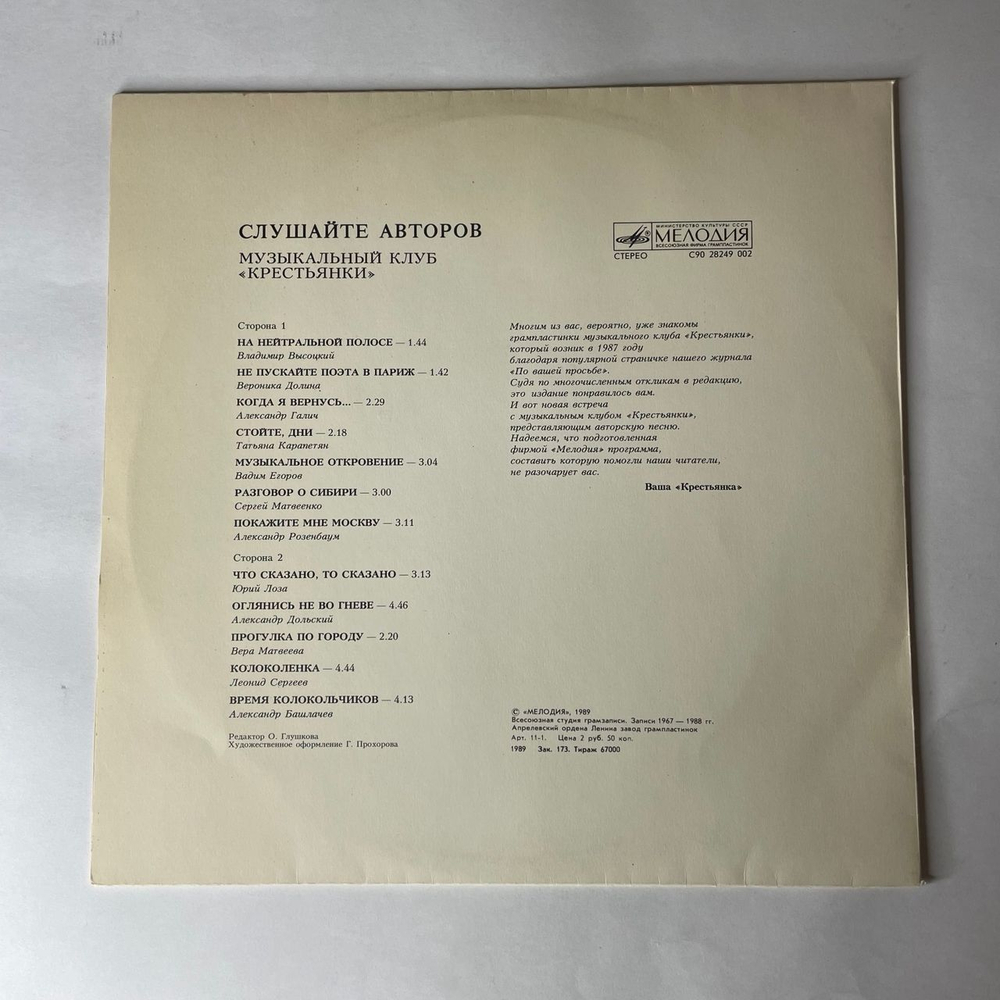 СЛУШАЙТЕ АВТОРОВ
МУЗЫКАЛЬНЫЙ КЛУБ
«КРЕСТЬЯНКИ»
МИНИСТЕРСТВО КУЛЬТУРЫ СССР
МЕЛОДИЯ
ВСЕСОЮЗНАЯ ФИРМА ГРАМПЛАСТИНОК
СТЕРЕО С90 28249 002
Сторона 1
НА НЕЙТРАЛЬНОЙ ПОЛОСЕ — 1.44
Владимир Высоцкий
НЕ ПУСКАЙТЕ ПОЭТА В ПАРИЖ — 1.42
Вероника Долина
КОГДА Я ВЕРНУСЬ... — 2.29
Александр Галич
СТОЙТЕ, ДНИ — 2.18
Татьяна Карапетян
МУЗЫКАЛЬНОЕ ОТКРОВЕНИЕ — 3.04
Вадим Егоров
РАЗГОВОР О СИБИРИ — 3.00
Сергей Матвеенко
ПОКАЖИТЕ МНЕ МОСКВУ — 3.11
Александр Розенбаум
Сторона 2
ЧТО СКАЗАНО, ТО СКАЗАНО — 3.13
Юрий Лоза
ОГЛЯНИСЬ НЕ ВО ГНЕВЕ — 4.46
Александр Дольский
ПРОГУЛКА ПО ГОРОДУ — 2.20
Вера Матвеева
КОЛОКОЛЕНКА — 4.44
Леонид Сергеев
ВРЕМЯ КОЛОКОЛЬЧИКОВ — 4.13
Александр Башлачев
Редактор О. Глушкова
Художественное оформление Г. Прохорова
Многим из вас, вероятно, уже знакомы
грампластинки музыкального клуба «Крестьянки»,
который возник в 1987 году
благодаря популярной страничке нашего журнала
«По вашей просьбе».
Судя по многочисленным откликам в редакцию,
это издание понравилось вам.
И вот новая встреча
с музыкальным клубом «Крестьянки»,
представляющим авторскую песню.
Надеемся, что подготовленная
фирмой «Мелодия» программа,
составить которую помогли наши читатели,
не разочарует вас.
Ваша «Крестьянка»
© «МЕЛОДИЯ», 1989
Всесоюзная студия грамзаписи. Записи 1967 — 1988 гг.
Апрелевский ордена Ленина завод грампластинок
Арт. 11-1. Цена 2 руб. 50 коп.
1989 Зак. 173. Тираж 67000